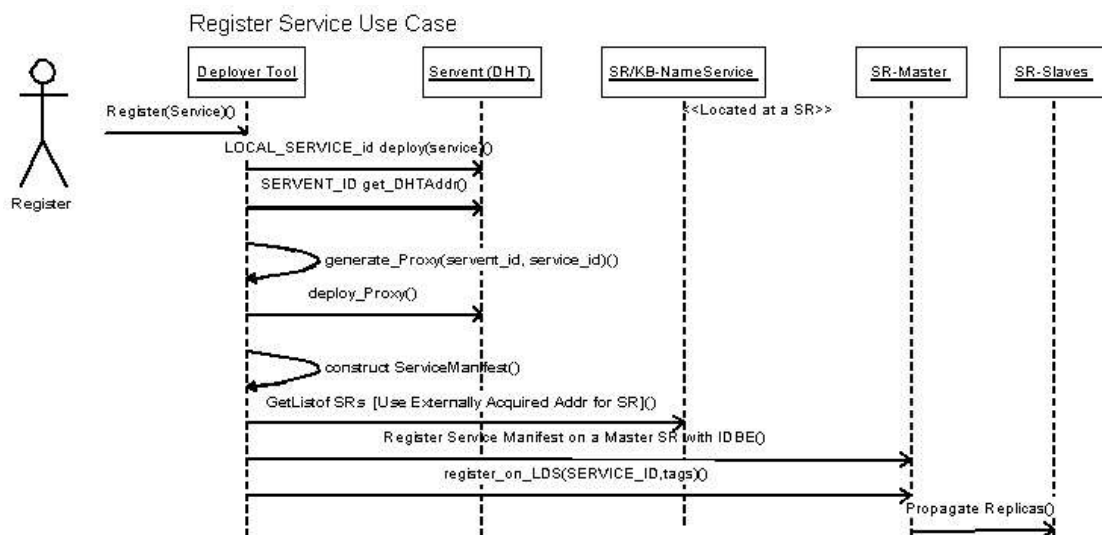 Register Service Use Case
Deployer Tool
Servent (DHT)
SR/KB-NameService
SR-Master
SR-Slaves
<<Located at a SR>>
Register(Service)()
LOCAL_SERVICE_id deploy(service)()
SERVENT_ID get_DHTAddr()
Register
generate_Proxy(servent_id, service_id)()
deploy_Proxy()
construct ServiceManifest()
GetListof SRs [Use Externally Acquired Addr for SR]()
Register Service Manifest on a Master SR with IDBE()
register_on_LDS(SERVICE_ID,tags)()
Propagate Replicas()